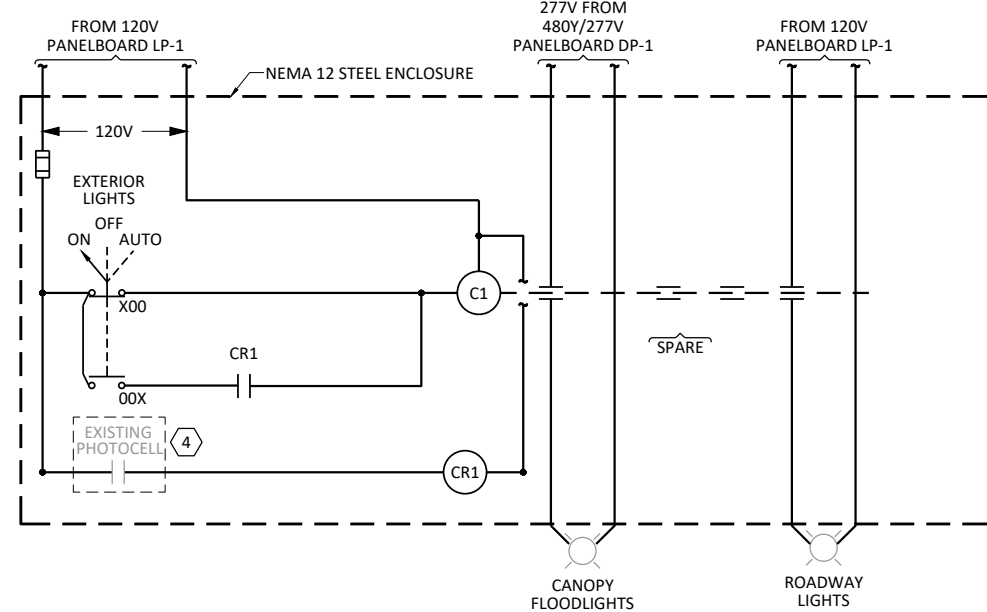 FROM 120V
PANELBOARD LP-1
277V FROM
480Y/277V
PANELBOARD DP-1
FROM 120V
PANELBOARD LP-1
NEMA 12 STEEL ENCLOSURE
120V
EXTERIOR
LIGHTS
OFF
ON AUTO
X00
C1
SPARE
CR1
00X
EXISTING
PHOTOCELL
4
CR1
CANOPY
FLOODLIGHTS
ROADWAY
LIGHTS